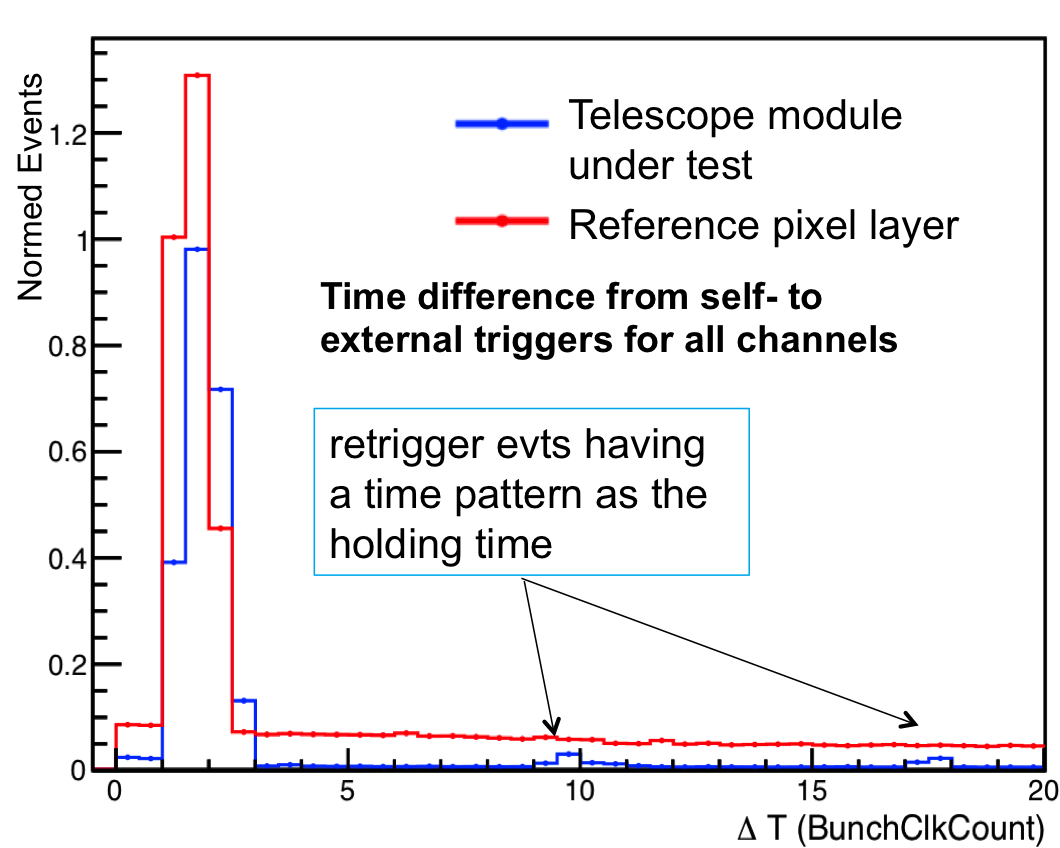 Normed Events
1.2
1
0.8
0.6
0.4
0.2
0
Telescope module
under test
Reference pixel layer
Time difference from self- to
external triggers for all channels
retrigger evts having
a time pattern as the
holding time
0 5 10 15 20
Δ T (BunchClkCount)